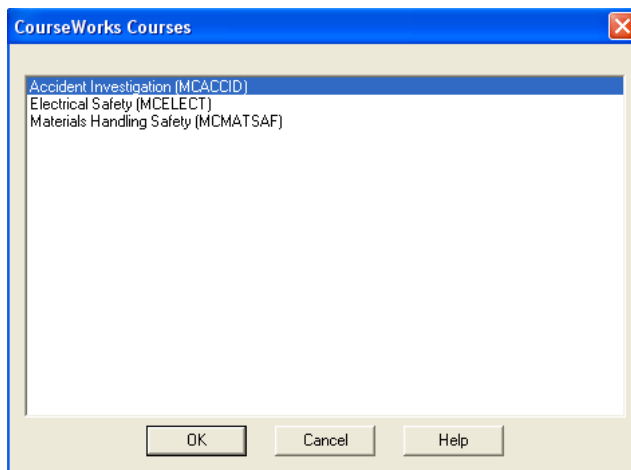 CourseWorks Courses
Accident Investigation (MCACCID)
Electrical Safety (MCELECT)
Materials Handling Safety (MCMATSAF)
OK Cancel Help